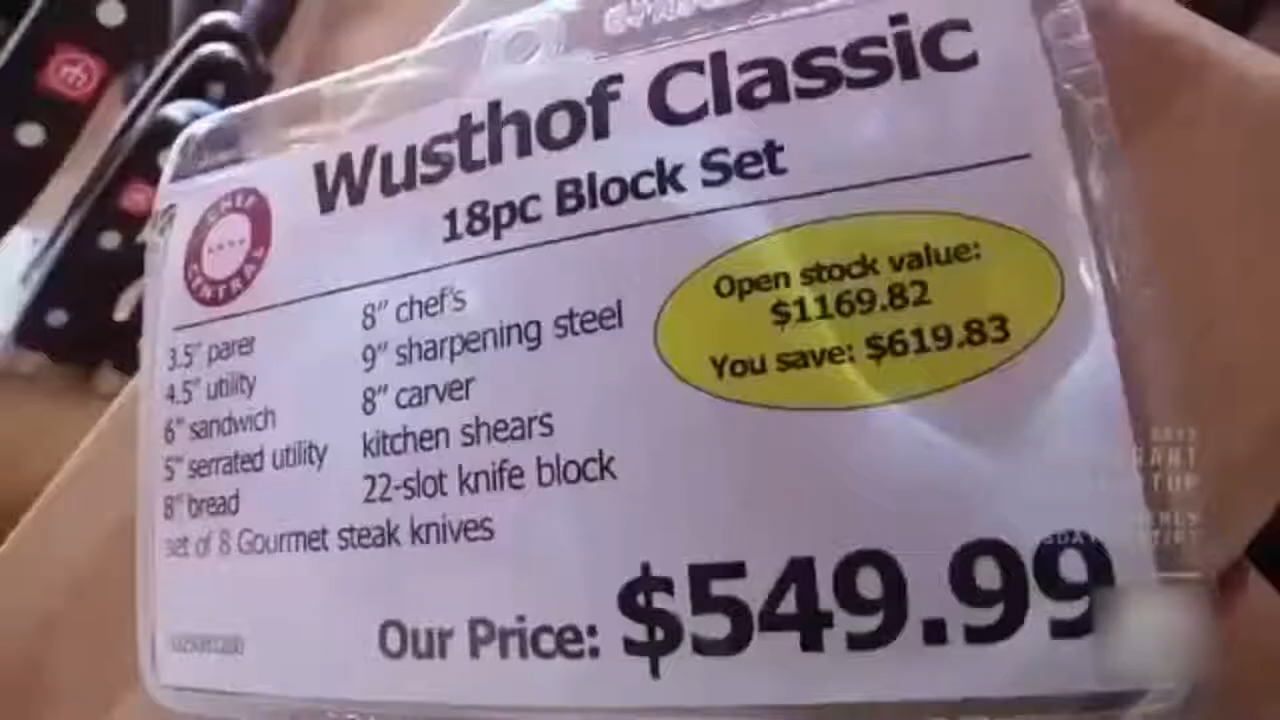 Wusthof Classic
18pc Block Set
CHEF
CENTRAL
Open stock value:
$1169.82
You save: $619.83
3.5" parer
4.5" utility
6" sandwich
5" serrated utility
8" bread
set of 8 Gourmet steak knives
8" chef's
9" sharpening steel
8" carver
kitchen shears
22-slot knife block
Our Price: $549.99